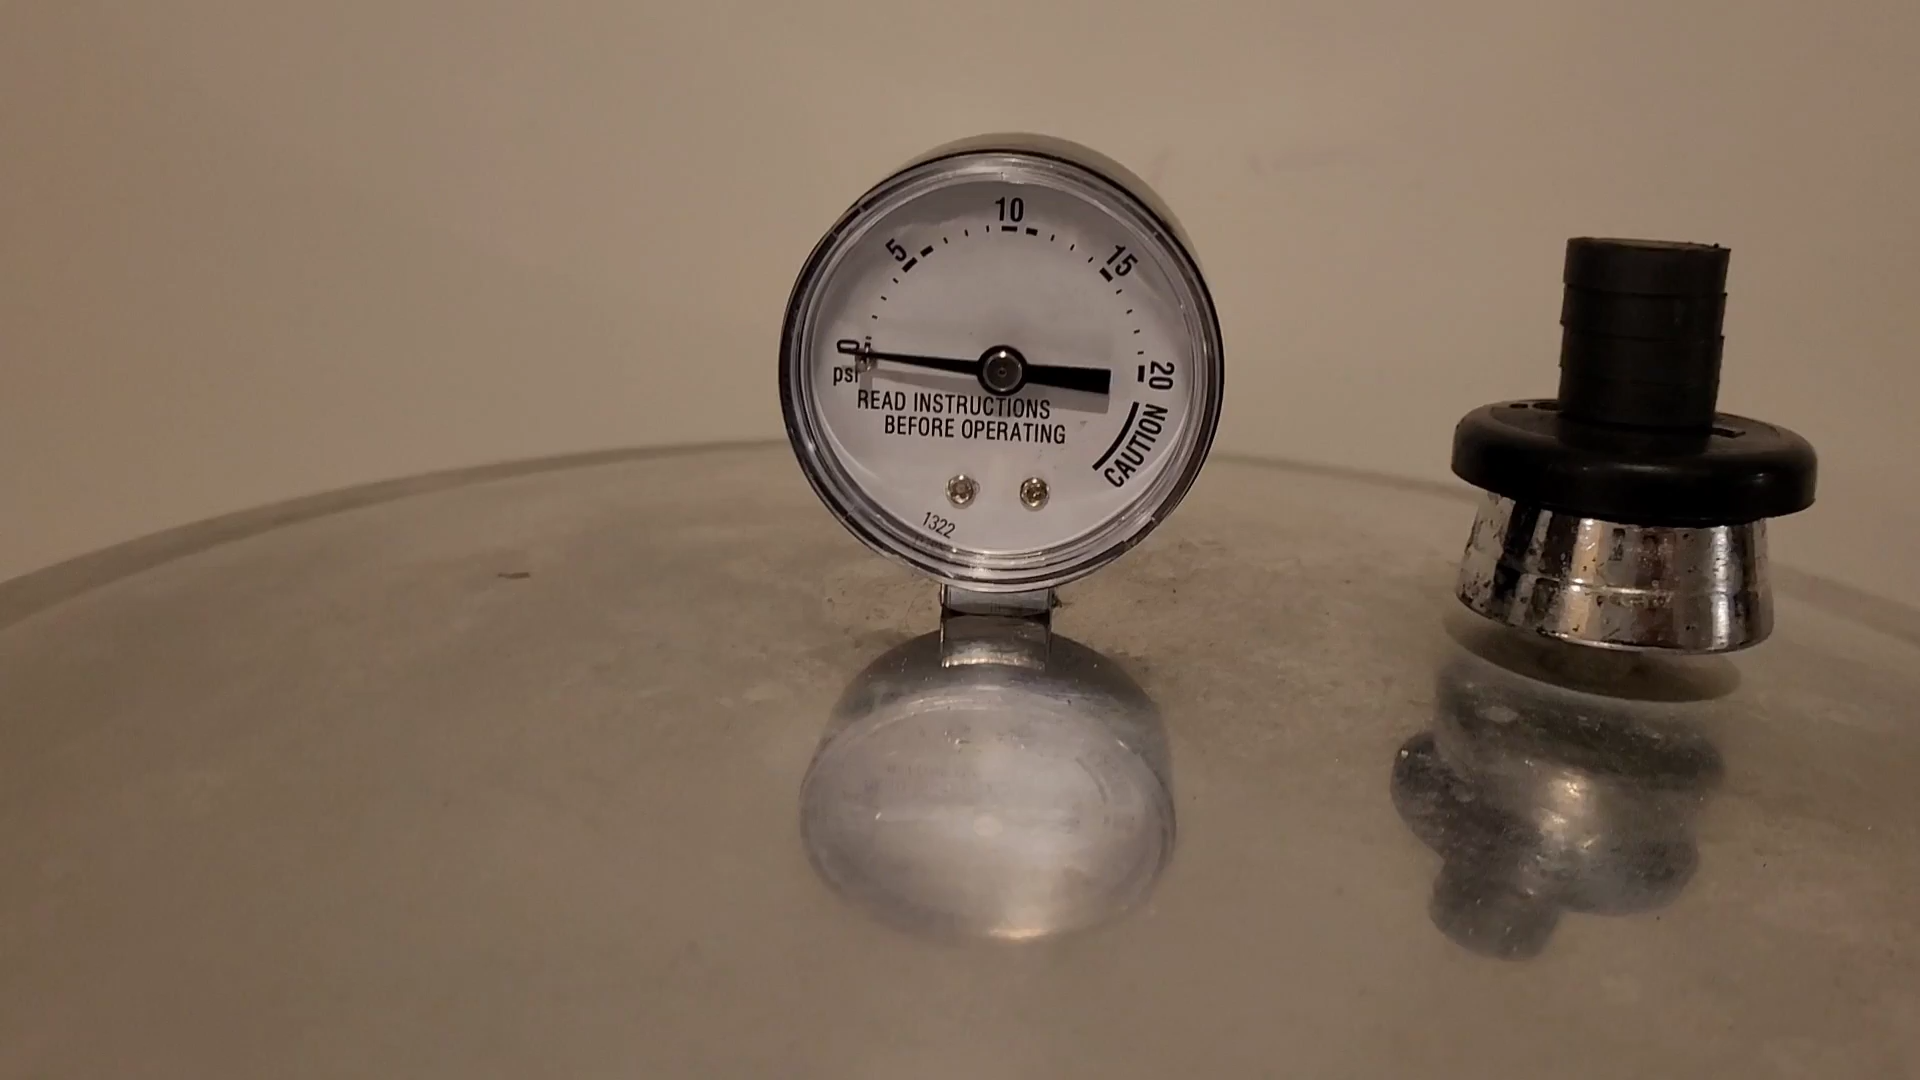 10
5
15
0
psi
20
READ INSTRUCTIONS
BEFORE OPERATING
CAUTION
1322